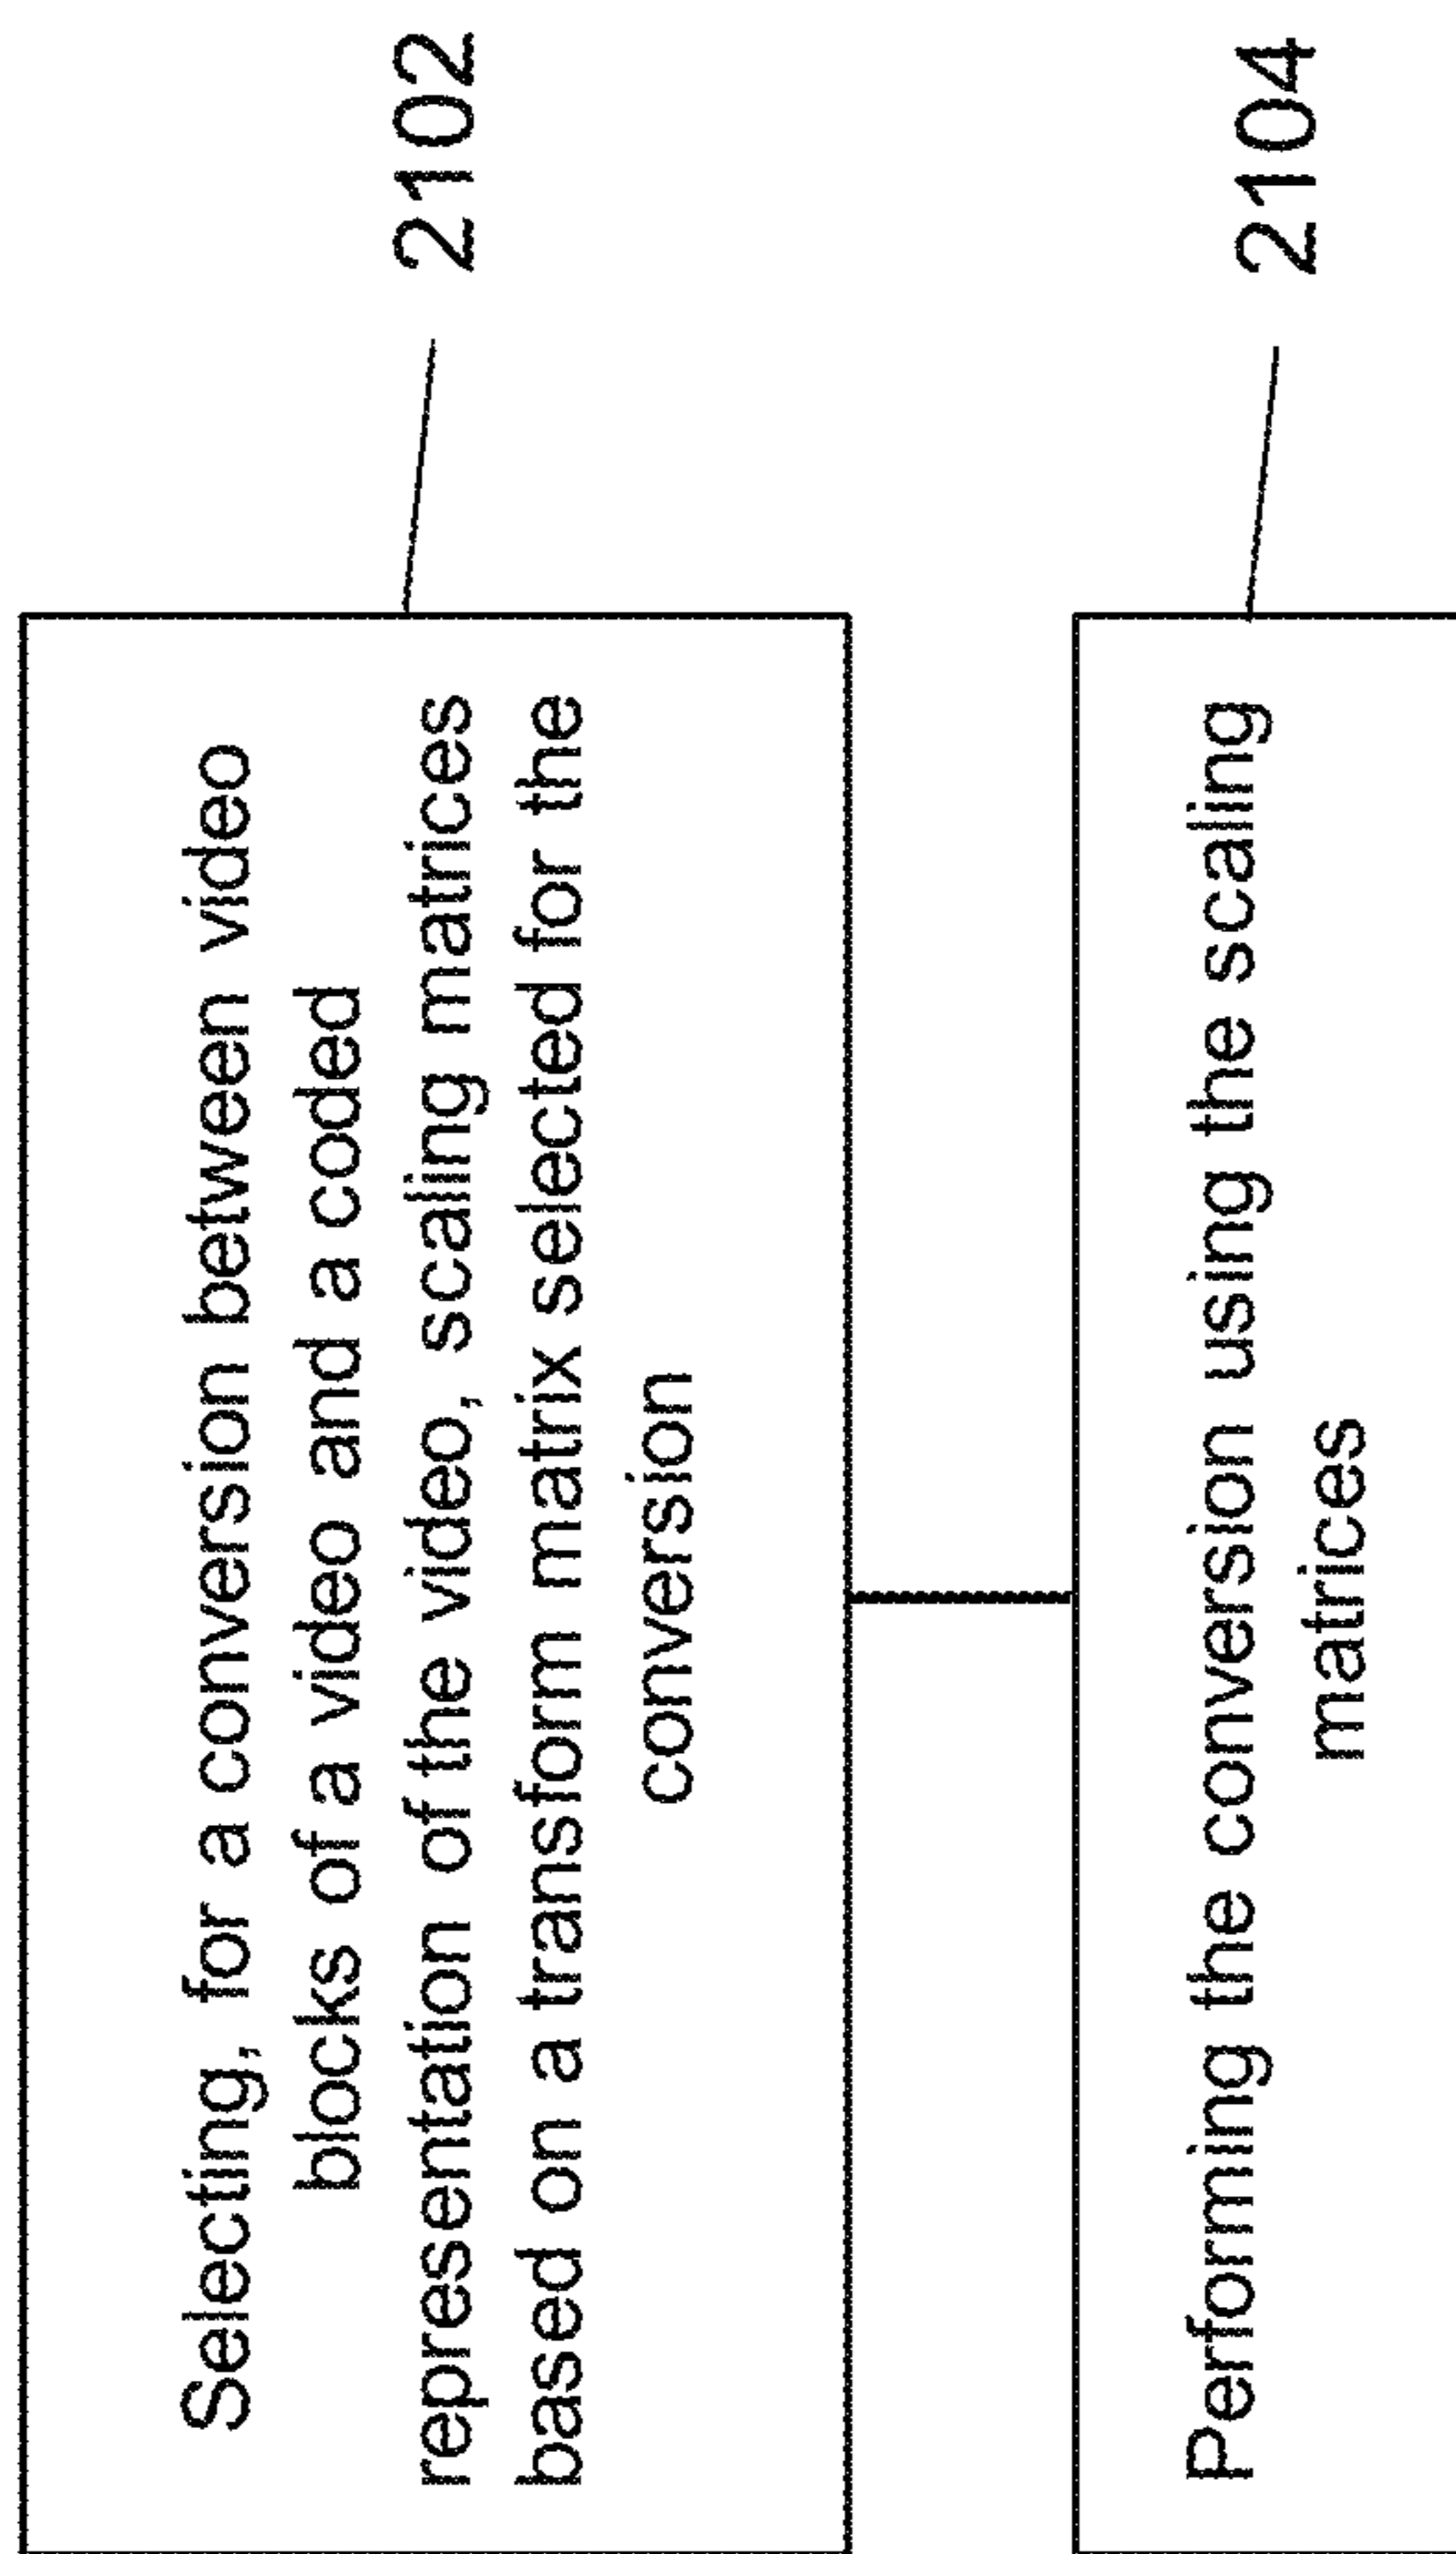 Selecting, for a conversion between video
blocks of a video and a coded
representation of the video, scaling matrices
based on a transform matrix selected for the
conversion
2102
Performing the conversion using the scaling
matrices
2104